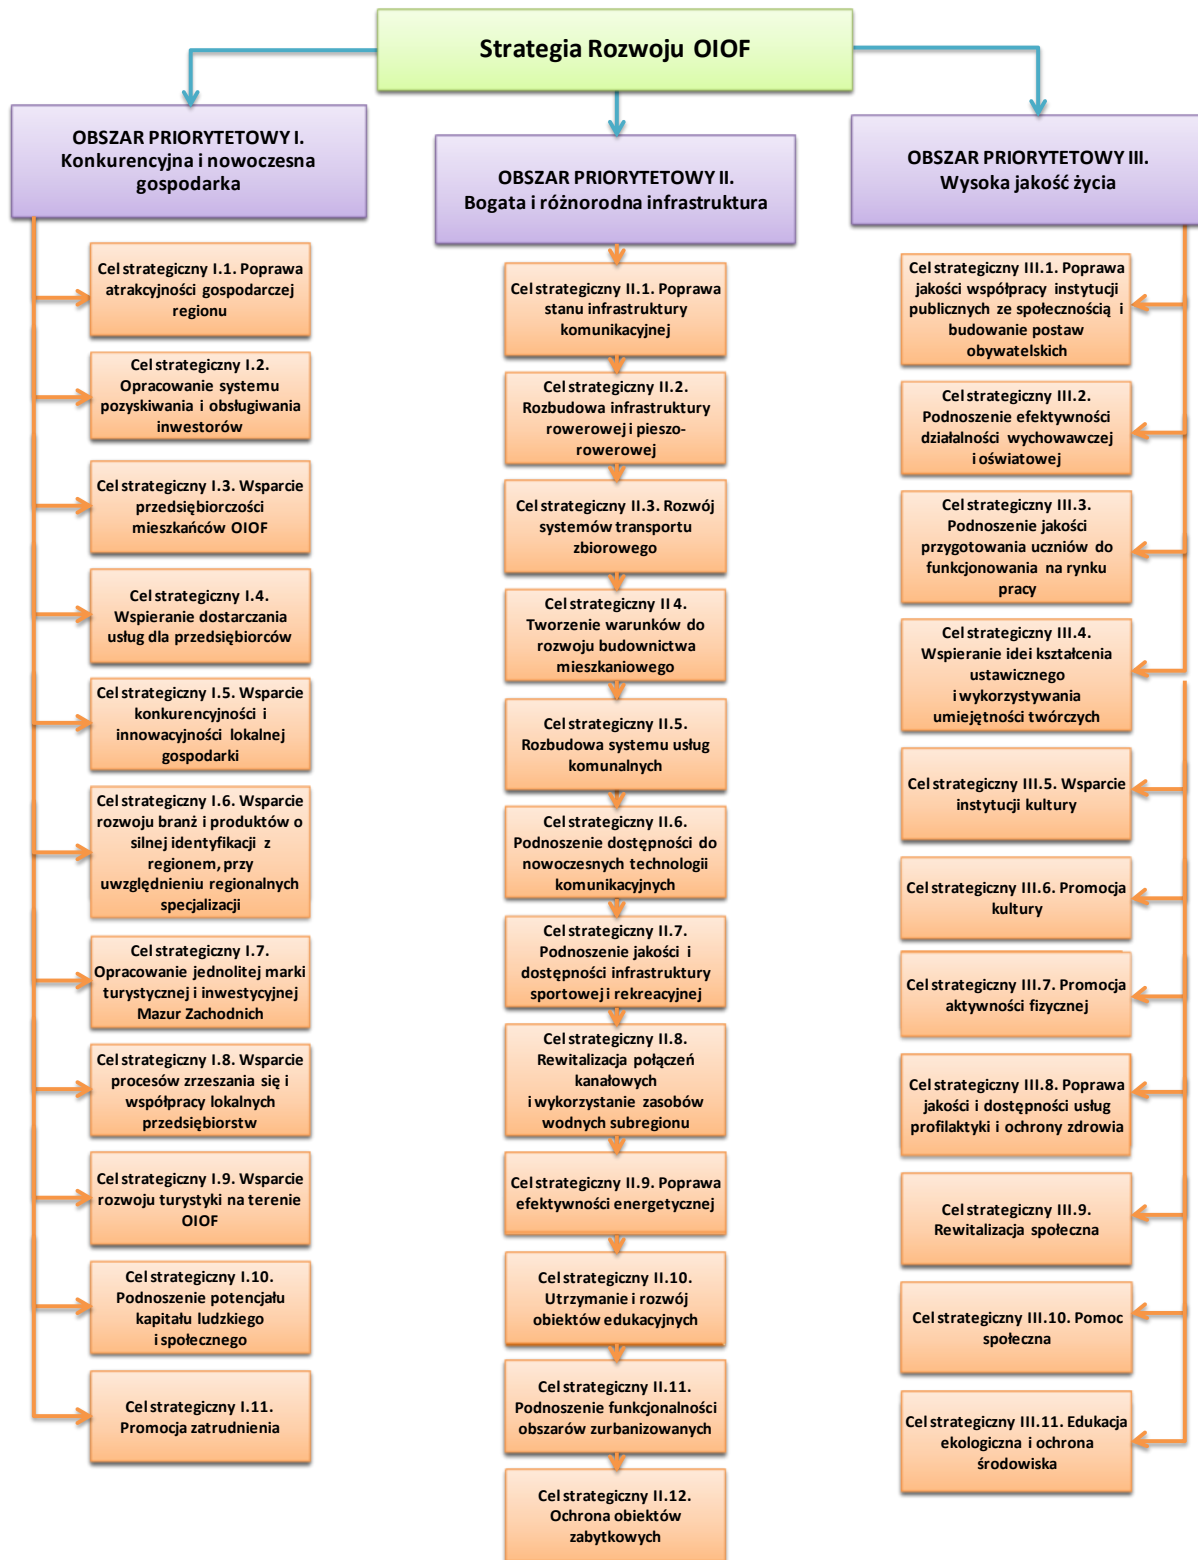 Strategia Rozwoju OIOF
OBSZAR PRIORYTETOWY I.
Konkurencyjna i nowoczesna
gospodarka
Cel strategiczny I.1. Poprawa
atrakcyjności gospodarczej
regionu
Cel strategiczny I.2.
Opracowanie systemu
pozyskiwania i obsługiwania
inwestorów
Cel strategiczny I.3. Wsparcie
przedsiębiorczości
mieszkańców OIOF
Cel strategiczny I.4.
Wspieranie dostarczania
usług dla przedsiębiorców
Cel strategiczny I.5. Wsparcie
konkurencyjności i
innowacyjności lokalnej
gospodarki
Cel strategiczny I.6. Wsparcie
rozwoju branż i produktów o
silnej identyfikacji z
regionem, przy
uwzględnieniu regionalnych
specjalizacji
Cel strategiczny I.7.
Opracowanie jednolitej marki
turystycznej i inwestycyjnej
Mazur Zachodnich
Cel strategiczny I.8. Wsparcie
procesów zrzeszania się i
współpracy lokalnych
przedsiębiorstw
Cel strategiczny I.9. Wsparcie
rozwoju turystyki na terenie
OIOF
Cel strategiczny I.10.
Podnoszenie potencjału
kapitału ludzkiego
i społecznego
Cel strategiczny I.11.
Promocja zatrudnienia
OBSZAR PRIORYTETOWY II.
Bogata i różnorodna infrastruktura
Cel strategiczny II.1. Poprawa
stanu infrastruktury
komunikacyjnej
Cel strategiczny II.2.
Rozbudowa infrastruktury
rowerowej i pieszo-
rowerowej
Cel strategiczny II.3. Rozwój
systemów transportu
zbiorowego
Cel strategiczny II 4.
Tworzenie warunków do
rozwoju budownictwa
mieszkaniowego
Cel strategiczny II.5.
Rozbudowa systemu usług
komunalnych
Cel strategiczny II.6.
Podnoszenie dostępności do
nowoczesnych technologii
komunikacyjnych
Cel strategiczny II.7.
Podnoszenie jakości i
dostępności infrastruktury
sportowej i rekreacyjnej
Cel strategiczny II.8.
Rewitalizacja połączeń
kanałowych
i wykorzystanie zasobów
wodnych subregionu
Cel strategiczny II.9. Poprawa
efektywności energetycznej
Cel strategiczny II.10.
Utrzymanie i rozwój
obiektów edukacyjnych
Cel strategiczny II.11.
Podnoszenie funkcjonalności
obszarów zurbanizowanych
Cel strategiczny II.12.
Ochrona obiektów
zabytkowych
OBSZAR PRIORYTETOWY III.
Wysoka jakość życia
Cel strategiczny III.1. Poprawa
jakości współpracy instytucji
publicznych ze społecznością i
budowanie postaw
obywatelskich
Cel strategiczny III.2.
Podnoszenie efektywności
działalności wychowawczej
i oświatowej
Cel strategiczny III.3.
Podnoszenie jakości
przygotowania uczniów do
funkcjonowania na rynku
pracy
Cel strategiczny III.4.
Wspieranie idei kształcenia
ustawicznego
i wykorzystywania
umiejętności twórczych
Cel strategiczny III.5. Wsparcie
instytucji kultury
Cel strategiczny III.6. Promocja
kultury
Cel strategiczny III.7. Promocja
aktywności fizycznej
Cel strategiczny III.8. Poprawa
jakości i dostępności usług
profilaktyki i ochrony zdrowia
Cel strategiczny III.9.
Rewitalizacja społeczna
Cel strategiczny III.10. Pomoc
społeczna
Cel strategiczny III.11. Edukacja
ekologiczna i ochrona
środowiska